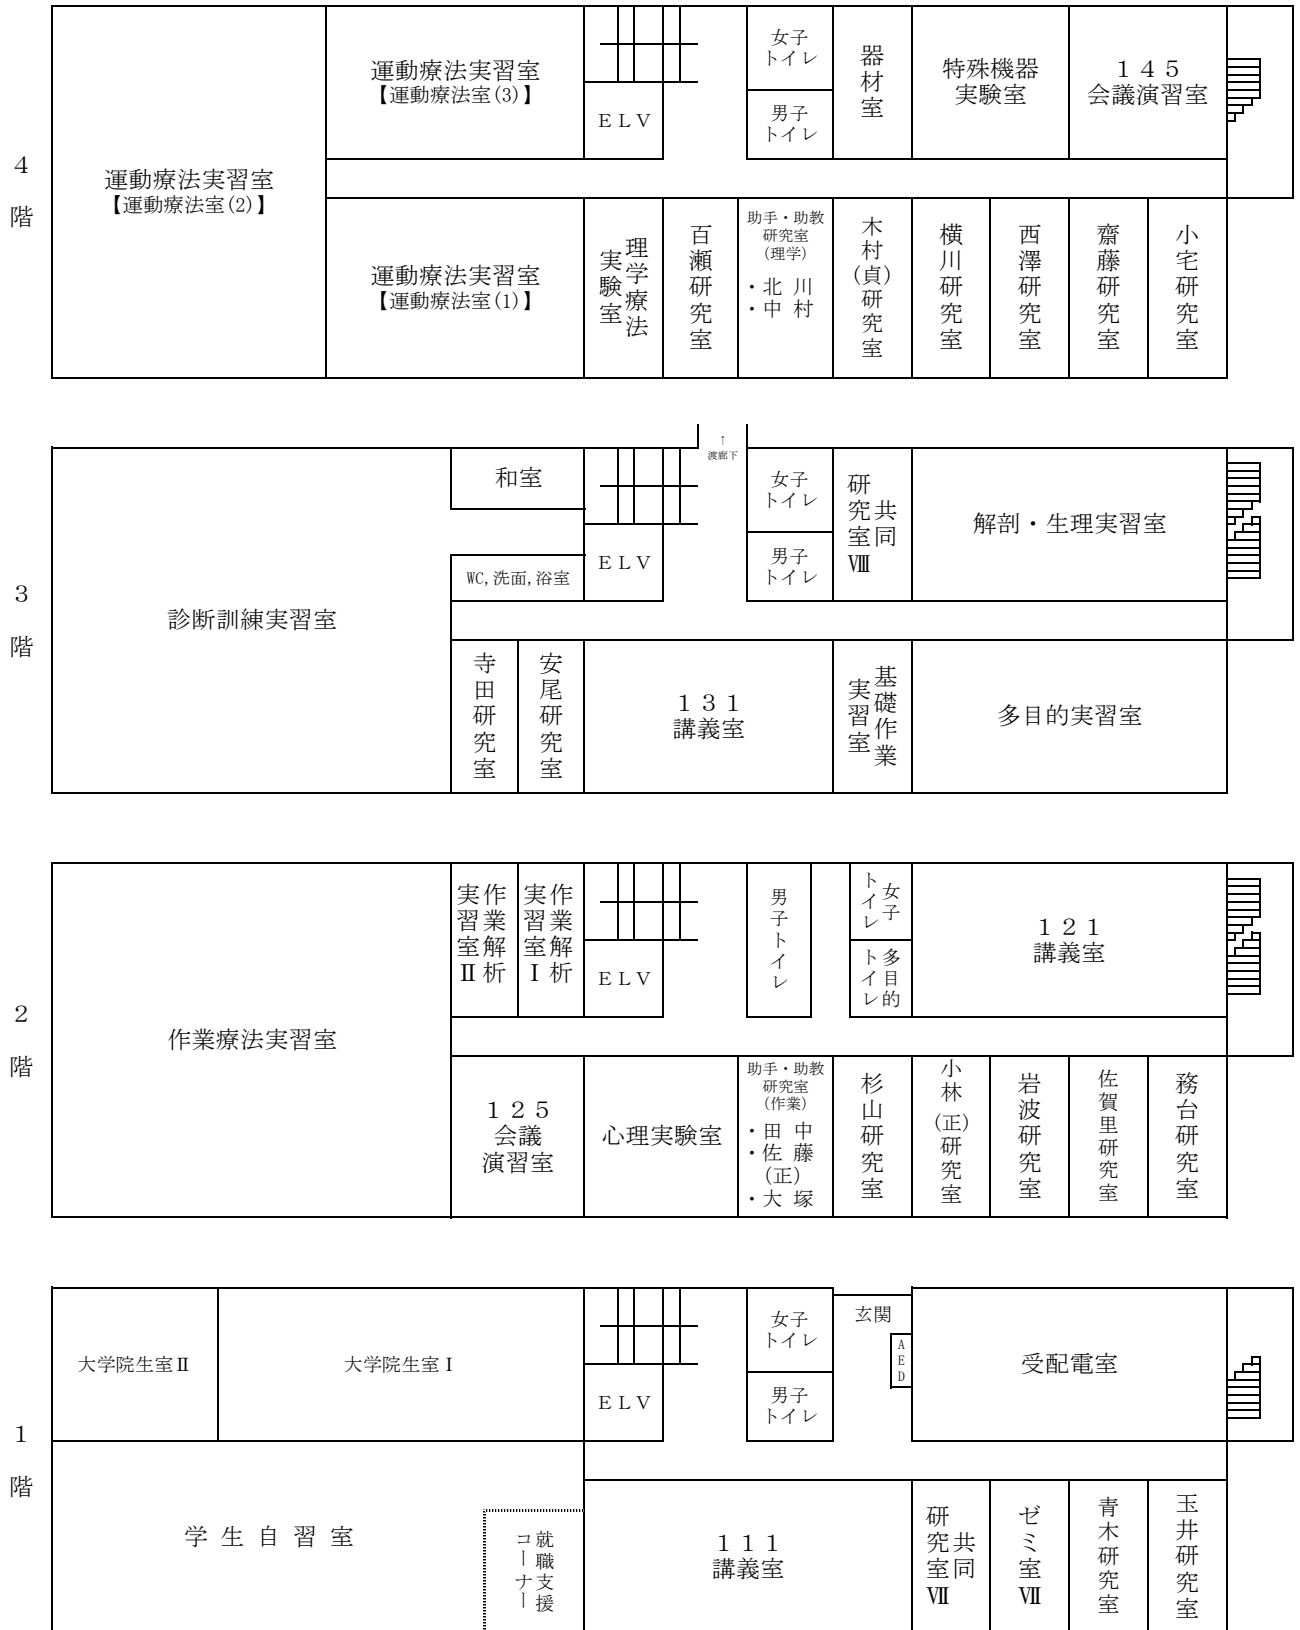 4
階
運動療法実習室
【運動療法室(2)】
運動療法実習室
【運動療法室(3)】
ELV
女子
トイレ
男子
トイレ
器材室
特殊機器
実験室
145
会議演習室
運動療法実習室
【運動療法室(1)】
理学療法
実験室
百瀬研究室
助手・助教
研究室
(理学)
・北 川
・中 村
木村(貞)研究室
横川研究室
西澤研究室
齋藤研究室
小宅研究室
3
階
↑
渡廊下
診断訓練実習室
和室
WC,洗面,浴室
ELV
女子
トイレ
男子
トイレ
共同
研究室Ⅷ
解剖・生理実習室
寺田研究室
安尾研究室
131
講義室
基礎作業
実習室
多目的実習室
2
階
作業療法実習室
作業解析
実習室Ⅱ
作業解析
実習室Ⅰ
ELV
男子トイレ
女子
トイレ
多目的
トイレ
121
講義室
125
会議
演習室
心理実験室
助手・助教
研究室
(作業)
・田 中
・佐 藤
(正)
・大 塚
杉山研究室
小林(正)研究室
岩波研究室
佐賀里研究室
務台研究室
1
階
大学院生室Ⅱ
大学院生室Ⅰ
ELV
女子
トイレ
男子
トイレ
玄関
AED
受配電室
学生自習室
就職支援
コーナー
111
講義室
共同
研究室Ⅶ
ゼミ室Ⅶ
青木研究室
玉井研究室